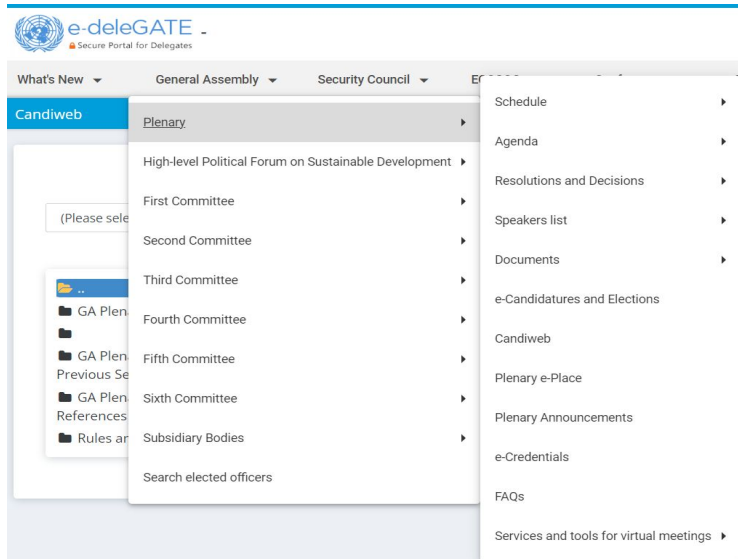 e-deleGATE
Secure Portal for Delegates
What's New General Assembly Security Council
Candiweb
(Please sele
..
GA Plen
GA Plen
Previous Se
GA Plen
References
Rules ar
Plenary
High-level Political Forum on Sustainable Development
First Committee
Second Committee
Third Committee
Fourth Committee
Fifth Committee
Sixth Committee
Subsidiary Bodies
Search elected officers
Schedule
Agenda
Resolutions and Decisions
Speakers list
Documents
e-Candidatures and Elections
Candiweb
Plenary e-Place
Plenary Announcements
e-Credentials
FAQs
Services and tools for virtual meetings